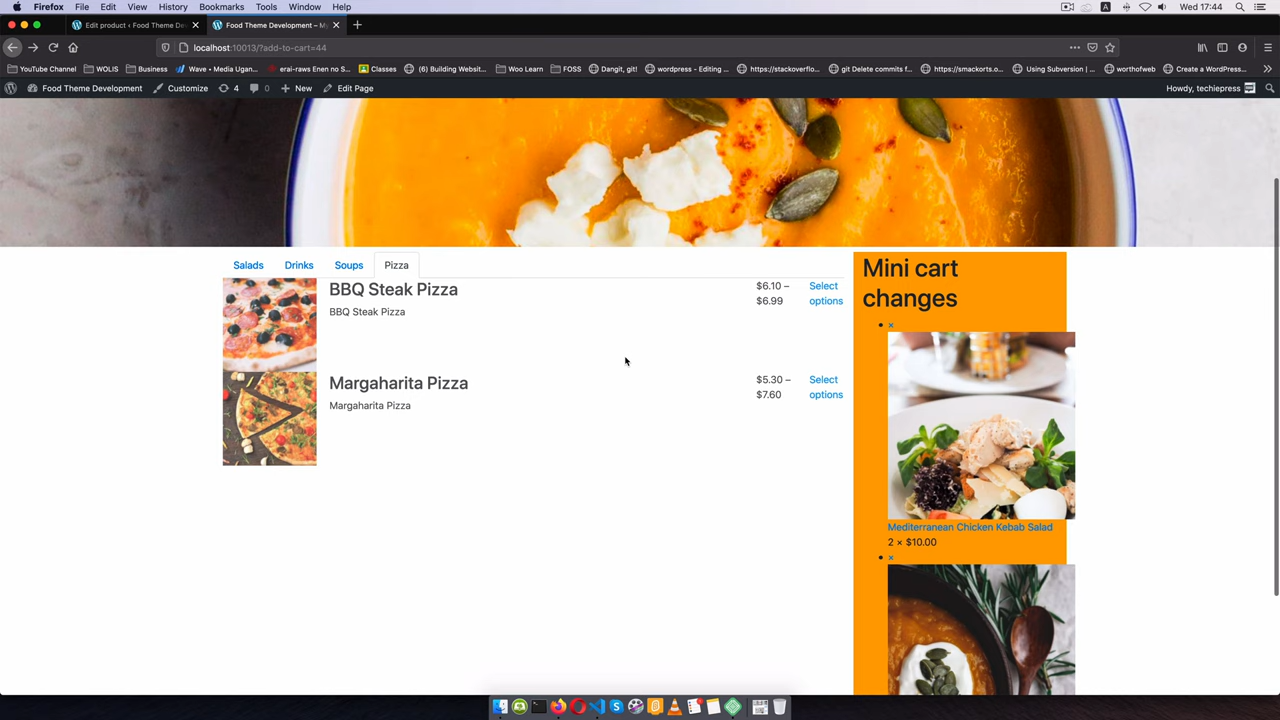 Firefox File Edit View History Bookmarks Tools Window Help A Wed 17:44
Edit product ‹ Food Theme De... Food Theme Development – My
localhost:10013/?add-to-cart=44
YouTube Channel WOLIS Business Wave • Media Ugan... erai-raws Enen no S... Classes (6) Building Websit... Woo Learn FOSS Dangit, git! wordpress - Editing ... https://stackoverflo... git Delete commits f... https://smackorts.o... Using Subversion | ... worthofweb Create a WordPress...
Food Theme Development Customize 4 0 New Edit Page Howdy, techiepress
Salads Drinks Soups Pizza
BBQ Steak Pizza
BBQ Steak Pizza
$6.10 –
$6.99
Select
options
Margaharita Pizza
Margaharita Pizza
$5.30 –
$7.60
Select
options
Mini cart
changes
×
Mediterranean Chicken Kebab Salad
2 × $10.00
×